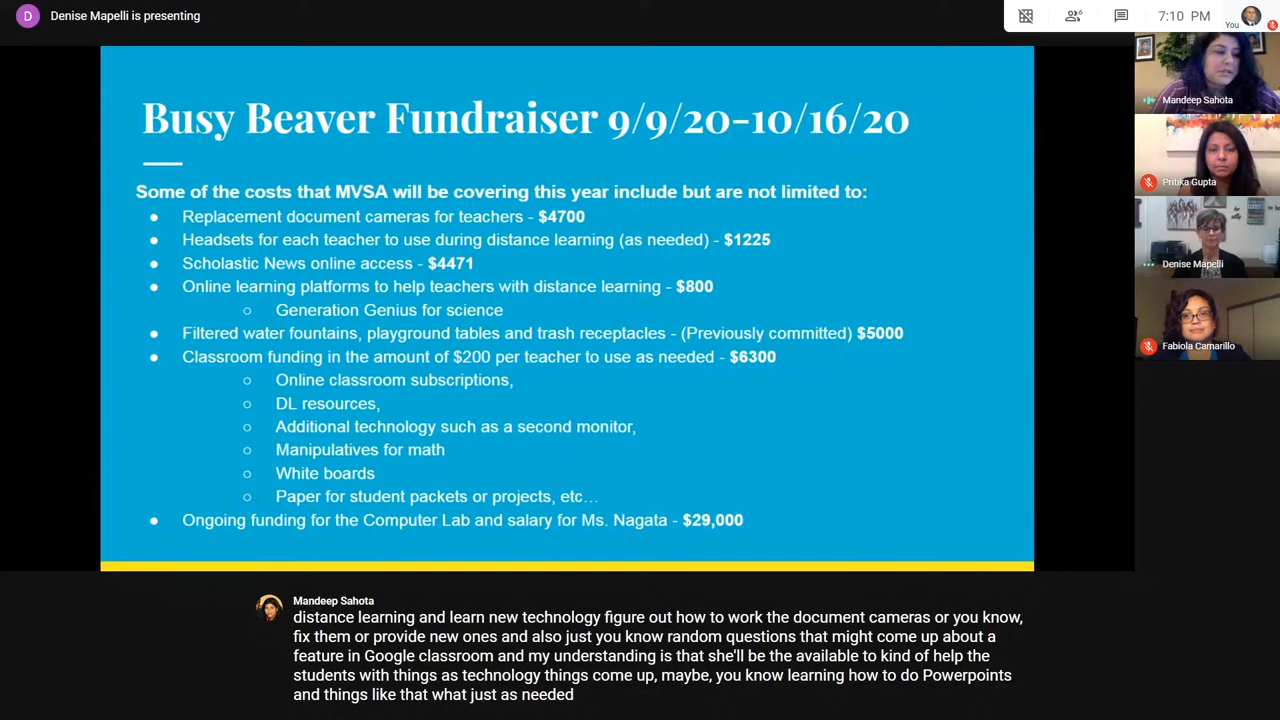 D
Denise Mapelli is presenting
6
7:10 PM
You
Busy Beaver Fundraiser 9/9/20-10/16/20
Some of the costs that MVSA will be covering this year include but are not limited to:
● Replacement document cameras for teachers - $4700
● Headsets for each teacher to use during distance learning (as needed) - $1225
● Scholastic News online access - $4471
● Online learning platforms to help teachers with distance learning - $800
○ Generation Genius for science
● Filtered water fountains, playground tables and trash receptacles - (Previously committed) $5000
● Classroom funding in the amount of $200 per teacher to use as needed - $6300
○ Online classroom subscriptions,
○ DL resources,
○ Additional technology such as a second monitor,
○ Manipulatives for math
○ White boards
○ Paper for student packets or projects, etc…
● Ongoing funding for the Computer Lab and salary for Ms. Nagata - $29,000
Mandeep Sahota
Pritika Gupta
Denise Mapelli
Fabiola Camarillo
Mandeep Sahota
distance learning and learn new technology figure out how to work the document cameras or you know,
fix them or provide new ones and also just you know random questions that might come up about a
feature in Google classroom and my understanding is that she'll be the available to kind of help the
students with things as technology things come up, maybe, you know learning how to do Powerpoints
and things like that what just as needed